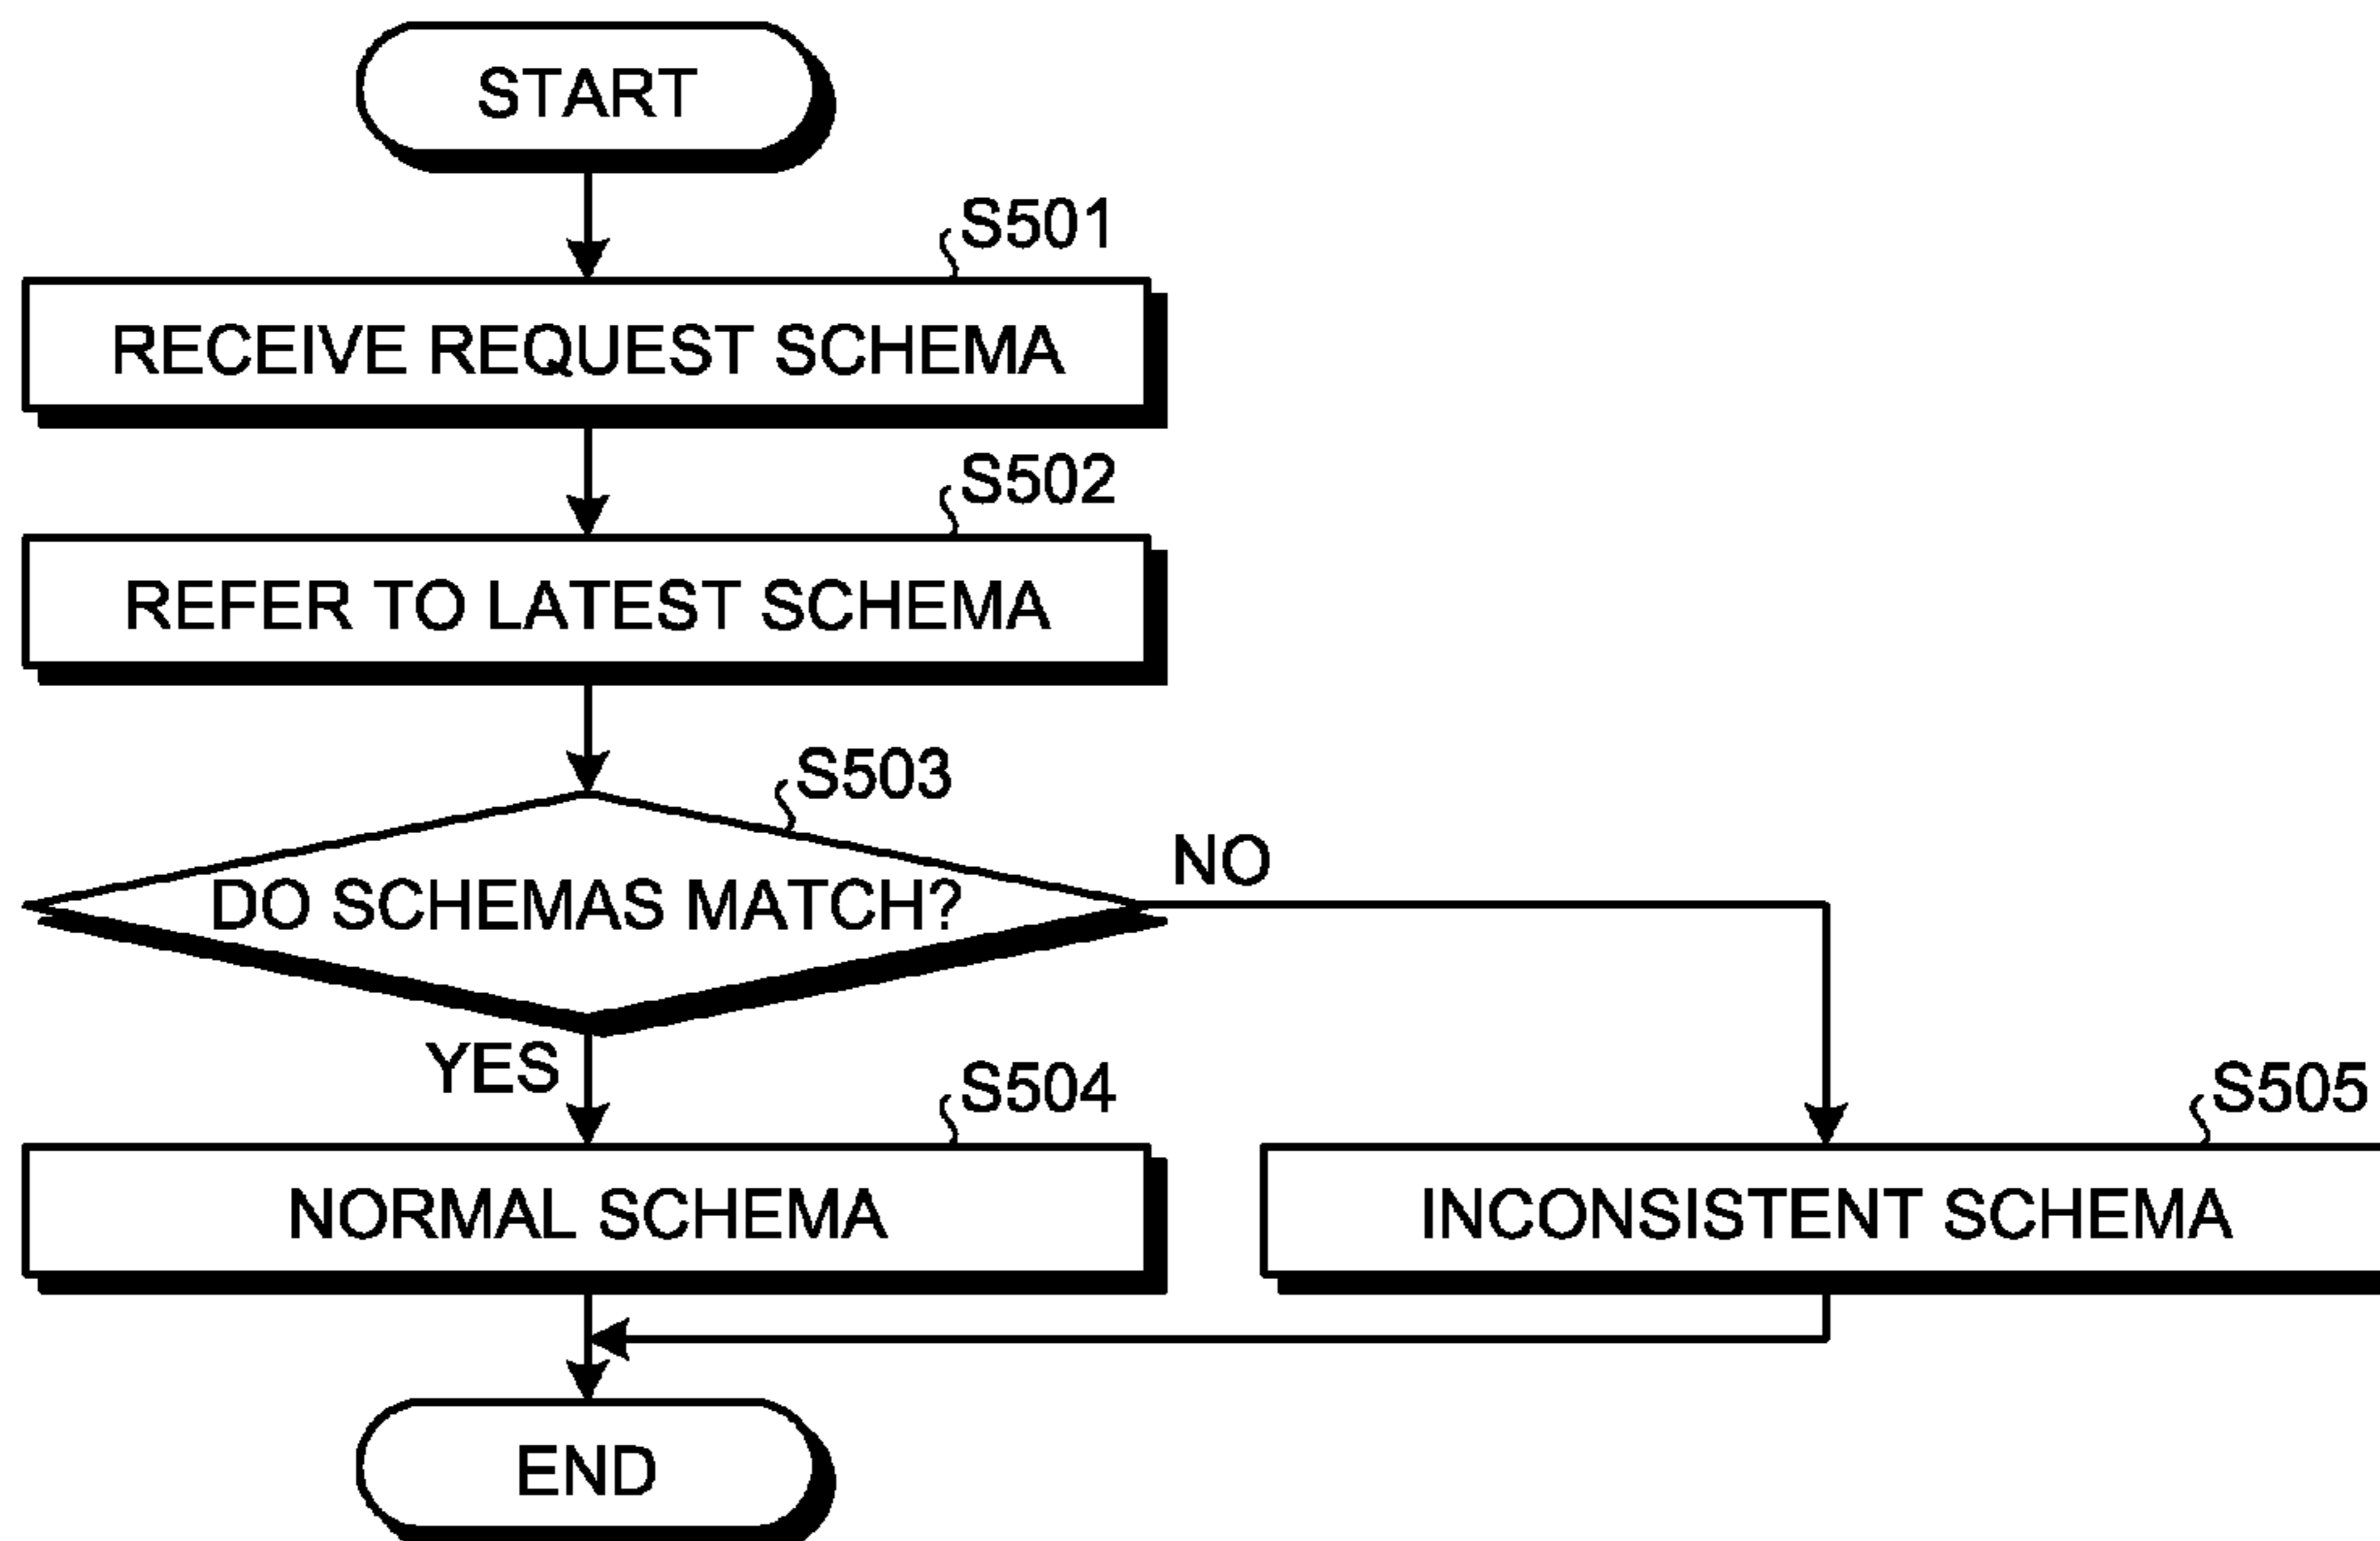 START
S501
RECEIVE REQUEST SCHEMA
S502
REFER TO LATEST SCHEMA
S503
DO SCHEMAS MATCH?
NO
YES
S504
NORMAL SCHEMA
S505
INCONSISTENT SCHEMA
END